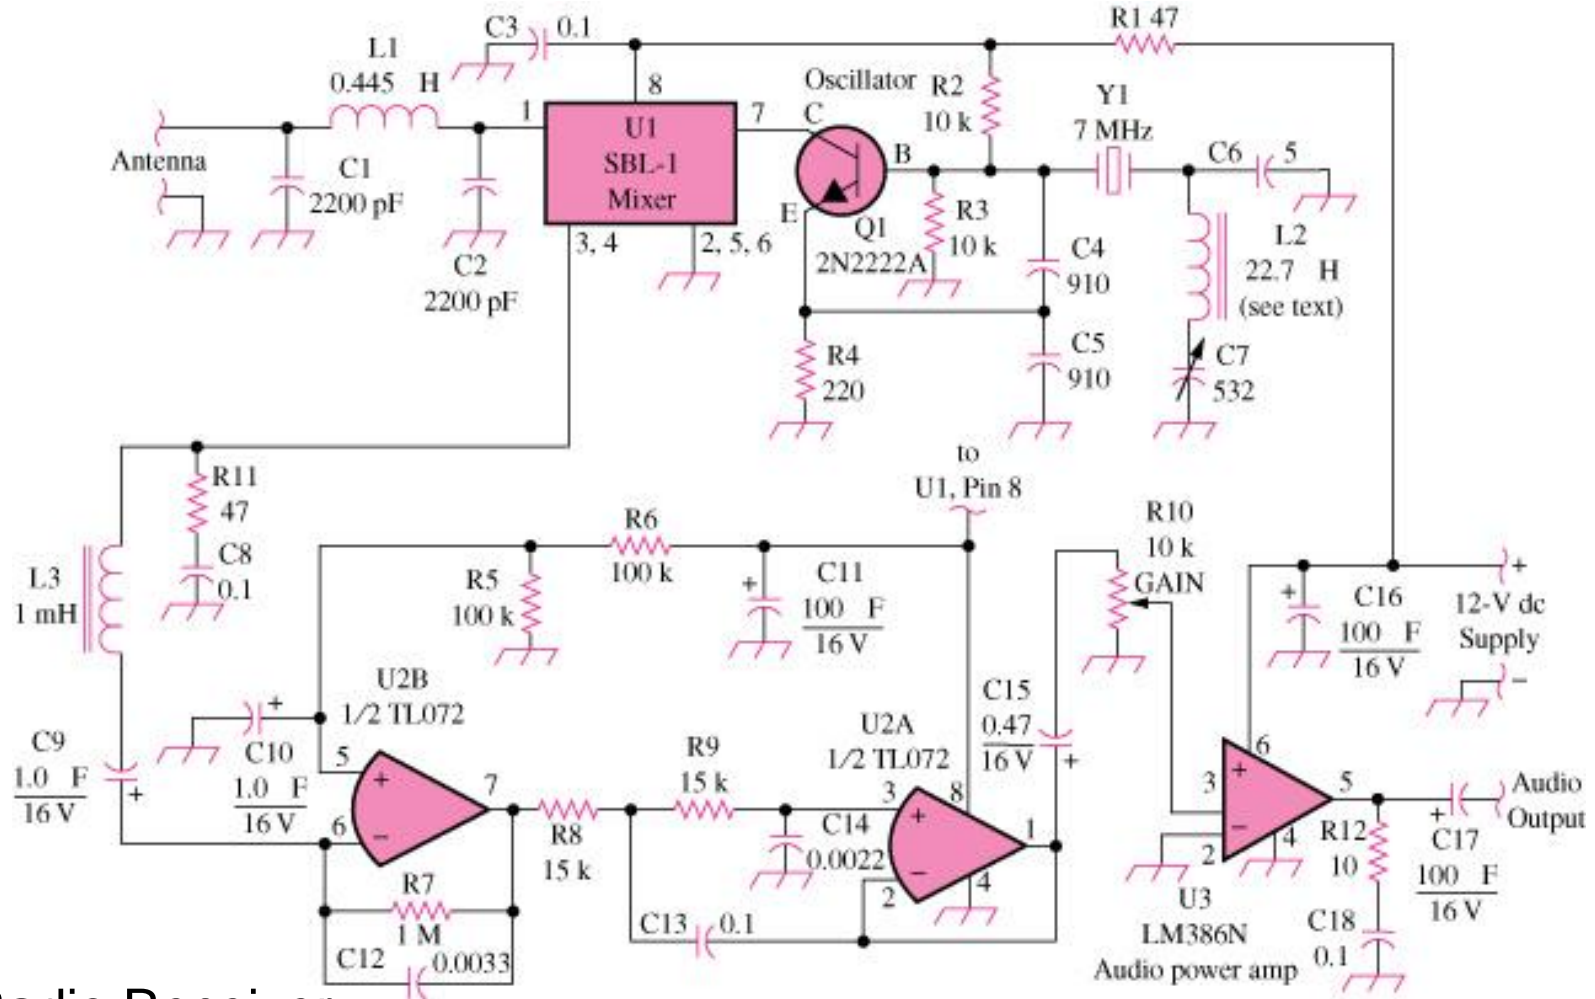 C3
0.1
R1 47
L1
0.445 H
Oscillator
R2
10 k
Y1
7 MHz
8
1
7
C
U1
SBL-1
Mixer
B
C6
5
Antenna
C1
2200 pF
E
Q1
2N2222A
R3
10 k
3, 4
2, 5, 6
C2
2200 pF
C4
910
L2
22.7 H
(see text)
R4
220
C5
910
C7
532
to
U1, Pin 8
R11
47
C8
0.1
L3
1 mH
R6
100 k
R5
100 k
+
C11
100 F
16 V
R10
10 k
GAIN
+
C16
100 F
16 V
+
12-V dc
Supply
−
U2B
1/2 TL072
C9
1.0 F
16 V
+
+
C10
1.0 F
16 V
5
+
6
−
7
R8
15 k
R9
15 k
U2A
1/2 TL072
C15
0.47
16 V
+
3
+
8
1
−
2
4
C14
0.0022
R7
1 M
C12
0.0033
C13
0.1
6
3
+
5
−
2
4
U3
LM386N
Audio power amp
R12
10
C18
0.1
+
C17
100 F
16 V
Audio
Output